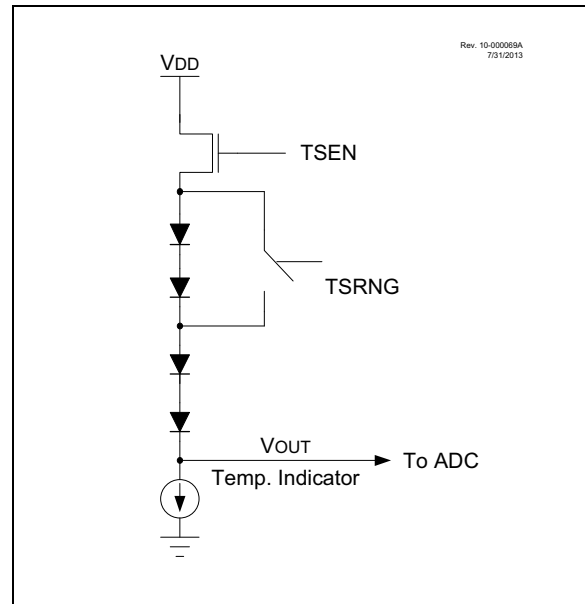 Rev. 10-000069A
7/31/2013
VDD
TSEN
TSRNG
VOUT
To ADC
Temp. Indicator